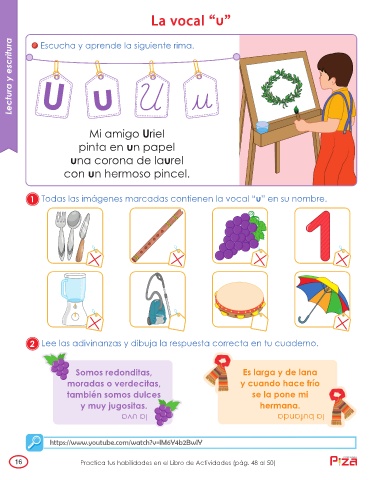 La vocal “u”
Lectura y escritura
Escucha y aprende la siguiente rima.
U u U u
Mi amigo Uriel
pinta en un papel
una corona de laurel
con un hermoso pincel.
1 Todas las imágenes marcadas contienen la vocal “u” en su nombre.
2 Lee las adivinanzas y dibuja la respuesta correcta en tu cuaderno.
Somos redonditas,
moradas o verdecitas,
también somos dulces
y muy jugositas.
la uva
Es larga y de lana
y cuando hace frío
se la pone mi
hermana.
la bufanda
https://www.youtube.com/watch?v=lM6V4b2BwlY
16
Practica tus habilidades en el Libro de Actividades (pág. 48 al 50)